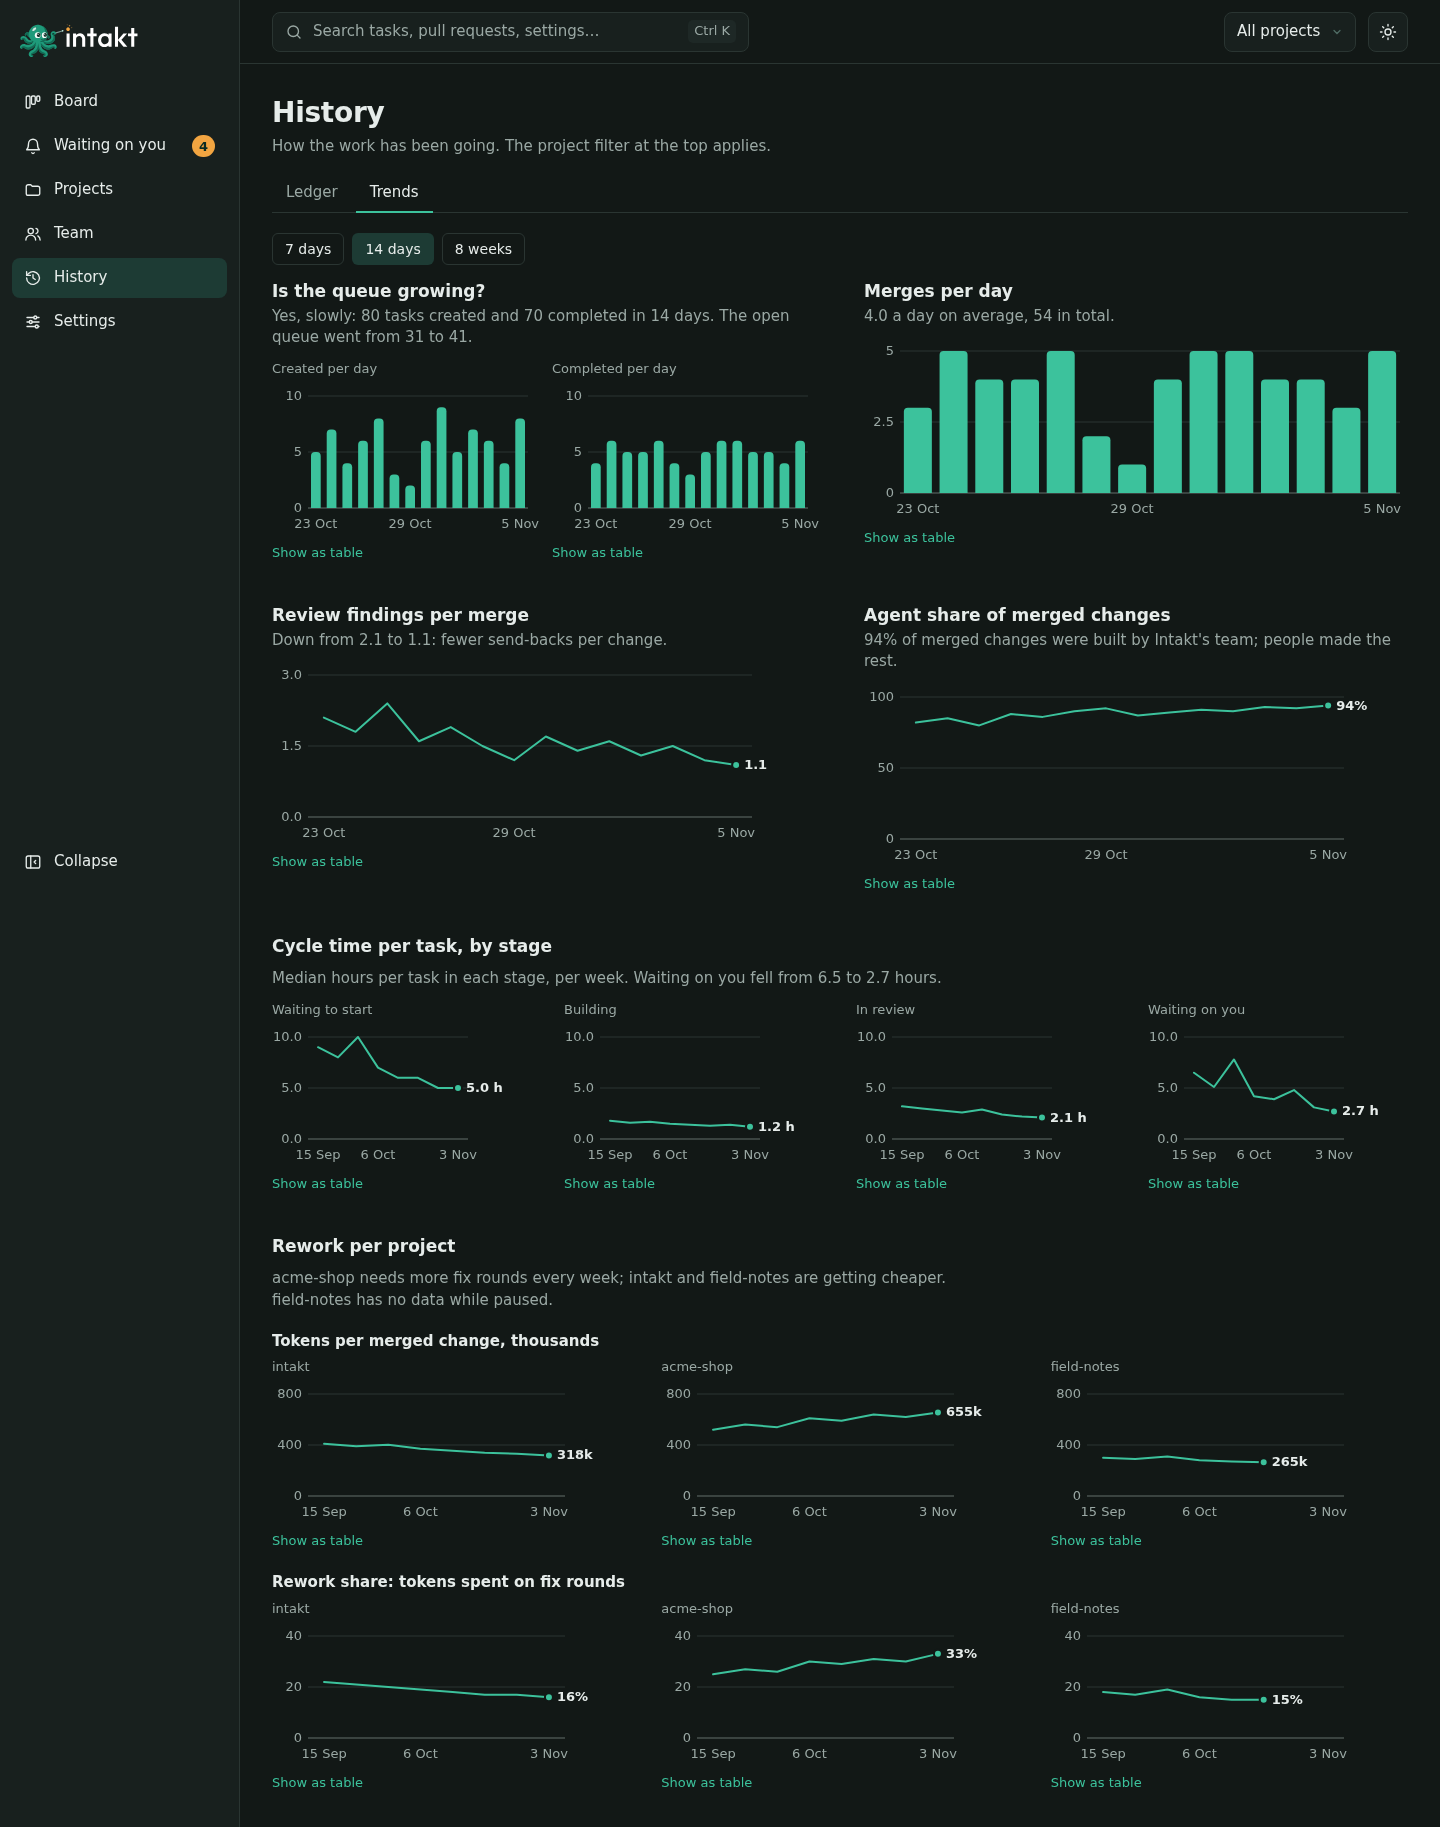 intakt
Search tasks, pull requests, settings…
Ctrl K
All projects
Board
Waiting on you
4
Projects
Team
History
Settings
Collapse
History
How the work has been going. The project filter at the top applies.
Ledger
Trends
7 days
14 days
8 weeks
Is the queue growing?
Yes, slowly: 80 tasks created and 70 completed in 14 days. The open
queue went from 31 to 41.
Created per day
10
5
0
23 Oct
29 Oct
5 Nov
Show as table
Completed per day
10
5
0
23 Oct
29 Oct
5 Nov
Show as table
Merges per day
4.0 a day on average, 54 in total.
5
2.5
0
23 Oct
29 Oct
5 Nov
Show as table
Review findings per merge
Down from 2.1 to 1.1: fewer send-backs per change.
3.0
1.5
0.0
1.1
23 Oct
29 Oct
5 Nov
Show as table
Agent share of merged changes
94% of merged changes were built by Intakt's team; people made the
rest.
100
50
0
94%
23 Oct
29 Oct
5 Nov
Show as table
Cycle time per task, by stage
Median hours per task in each stage, per week. Waiting on you fell from 6.5 to 2.7 hours.
Waiting to start
10.0
5.0
0.0
5.0 h
15 Sep
6 Oct
3 Nov
Show as table
Building
10.0
5.0
0.0
1.2 h
15 Sep
6 Oct
3 Nov
Show as table
In review
10.0
5.0
0.0
2.1 h
15 Sep
6 Oct
3 Nov
Show as table
Waiting on you
10.0
5.0
0.0
2.7 h
15 Sep
6 Oct
3 Nov
Show as table
Rework per project
acme-shop needs more fix rounds every week; intakt and field-notes are getting cheaper.
field-notes has no data while paused.
Tokens per merged change, thousands
intakt
800
400
0
318k
15 Sep
6 Oct
3 Nov
Show as table
acme-shop
800
400
0
655k
15 Sep
6 Oct
3 Nov
Show as table
field-notes
800
400
0
265k
15 Sep
6 Oct
3 Nov
Show as table
Rework share: tokens spent on fix rounds
intakt
40
20
0
16%
15 Sep
6 Oct
3 Nov
Show as table
acme-shop
40
20
0
33%
15 Sep
6 Oct
3 Nov
Show as table
field-notes
40
20
0
15%
15 Sep
6 Oct
3 Nov
Show as table